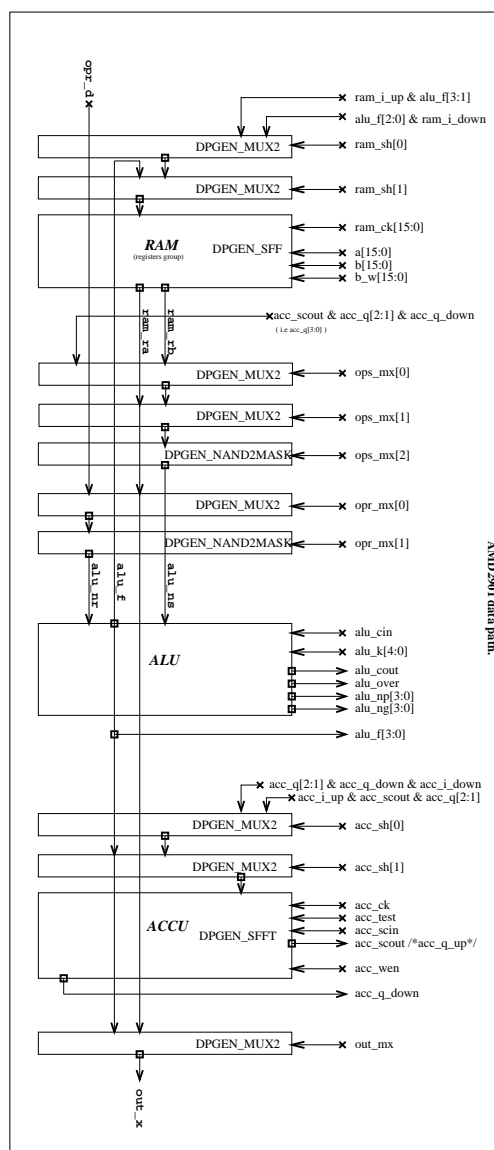 opr_d
ram_i_up & alu_f[3:1]
alu_f[2:0] & ram_i_down
DPGEN_MUX2
ram_sh[0]
DPGEN_MUX2
ram_sh[1]
RAM
(registers group)
DPGEN_SFF
ram_ck[15:0]
a[15:0]
b[15:0]
b_w[15:0]
ram_ra
ram_rb
acc_scout & acc_q[2:1] & acc_q_down
( i.e acc_q[3:0] )
DPGEN_MUX2
ops_mx[0]
DPGEN_MUX2
ops_mx[1]
DPGEN_NAND2MASK
ops_mx[2]
DPGEN_MUX2
opr_mx[0]
DPGEN_NAND2MASK
opr_mx[1]
alu_nr
alu_f
alu_ns
AMD2901 data path.
ALU
alu_cin
alu_k[4:0]
alu_cout
alu_over
alu_np[3:0]
alu_ng[3:0]
alu_f[3:0]
acc_q[2:1] & acc_q_down & acc_i_down
acc_i_up & acc_scout & acc_q[2:1]
DPGEN_MUX2
acc_sh[0]
DPGEN_MUX2
acc_sh[1]
ACCU
DPGEN_SFFT
acc_ck
acc_test
acc_scin
acc_scout /*acc_q_up*/
acc_wen
acc_q_down
DPGEN_MUX2
out_mx
out_x